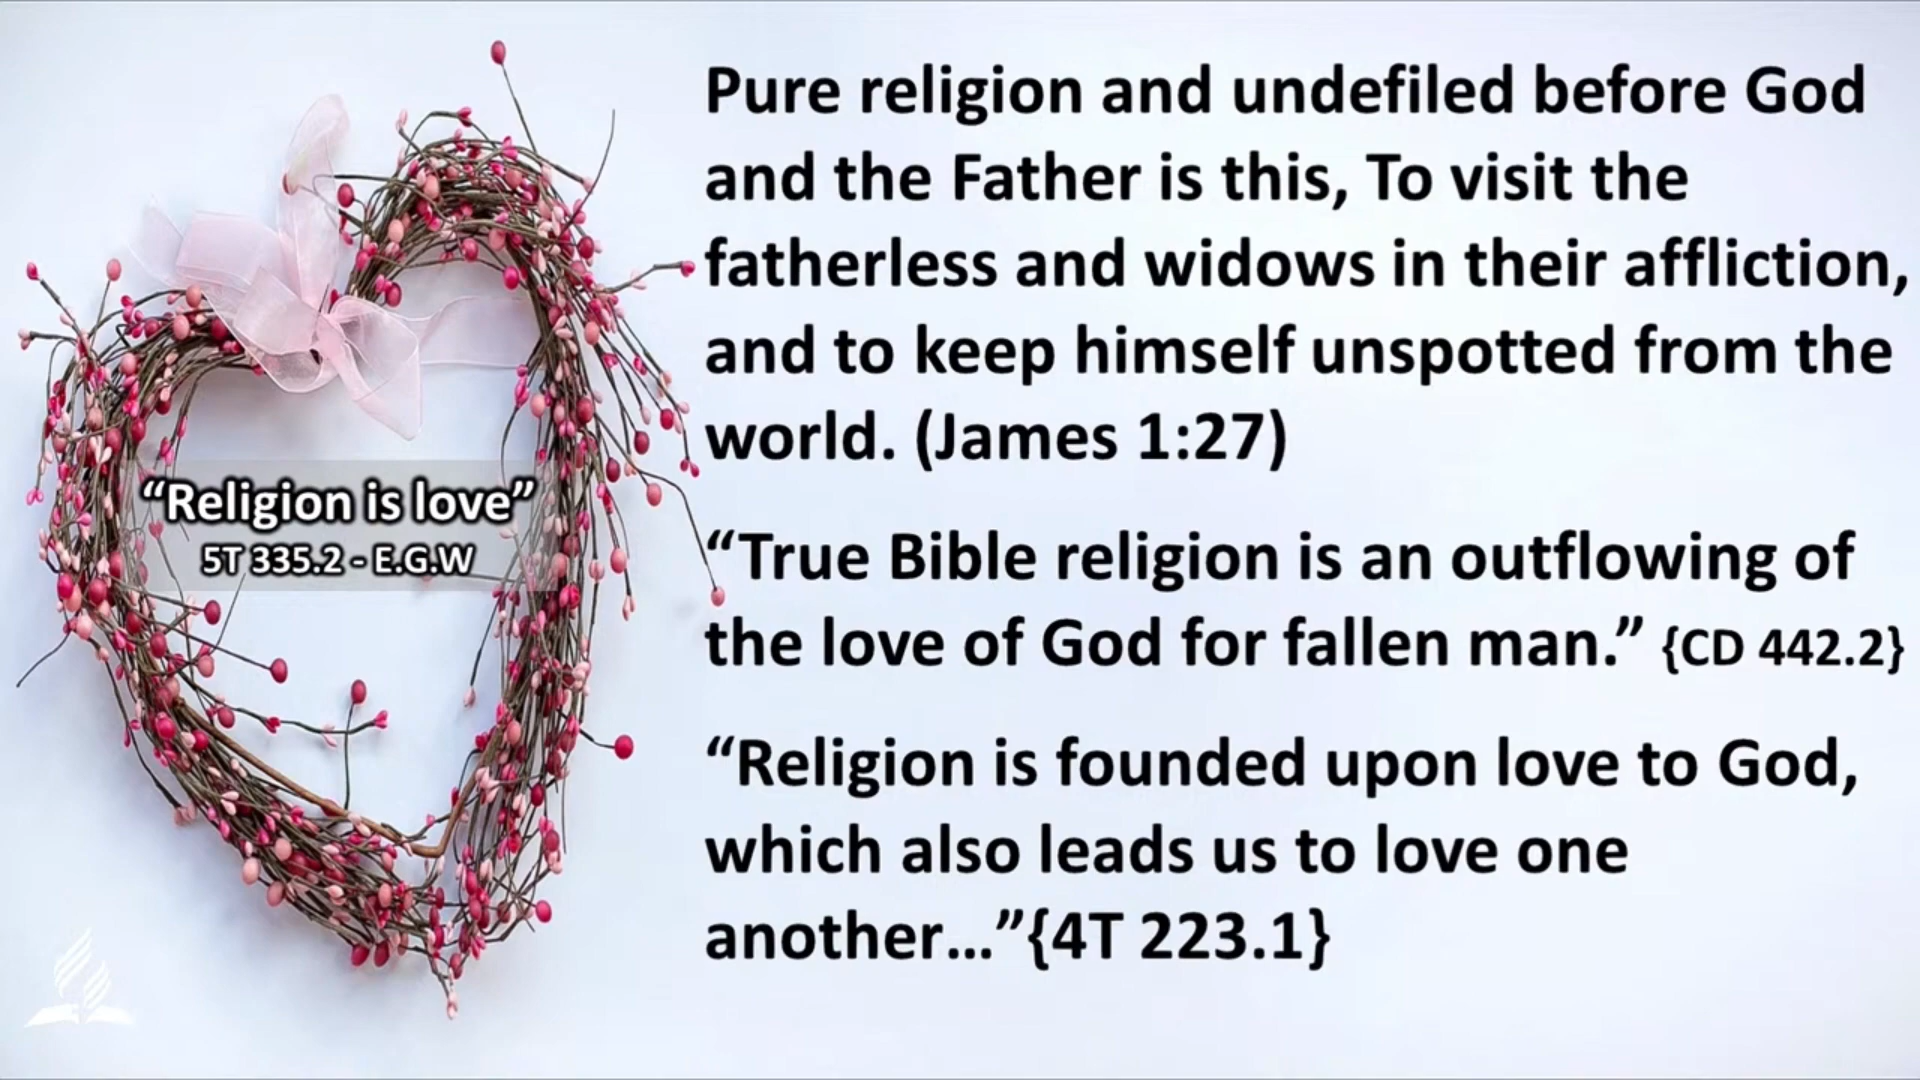 “Religion is love”
5T 335.2 - E.G.W
Pure religion and undefiled before God
and the Father is this, To visit the
fatherless and widows in their affliction,
and to keep himself unspotted from the
world. (James 1:27)
“True Bible religion is an outflowing of
the love of God for fallen man.” {CD 442.2}
“Religion is founded upon love to God,
which also leads us to love one
another...”{4T 223.1}